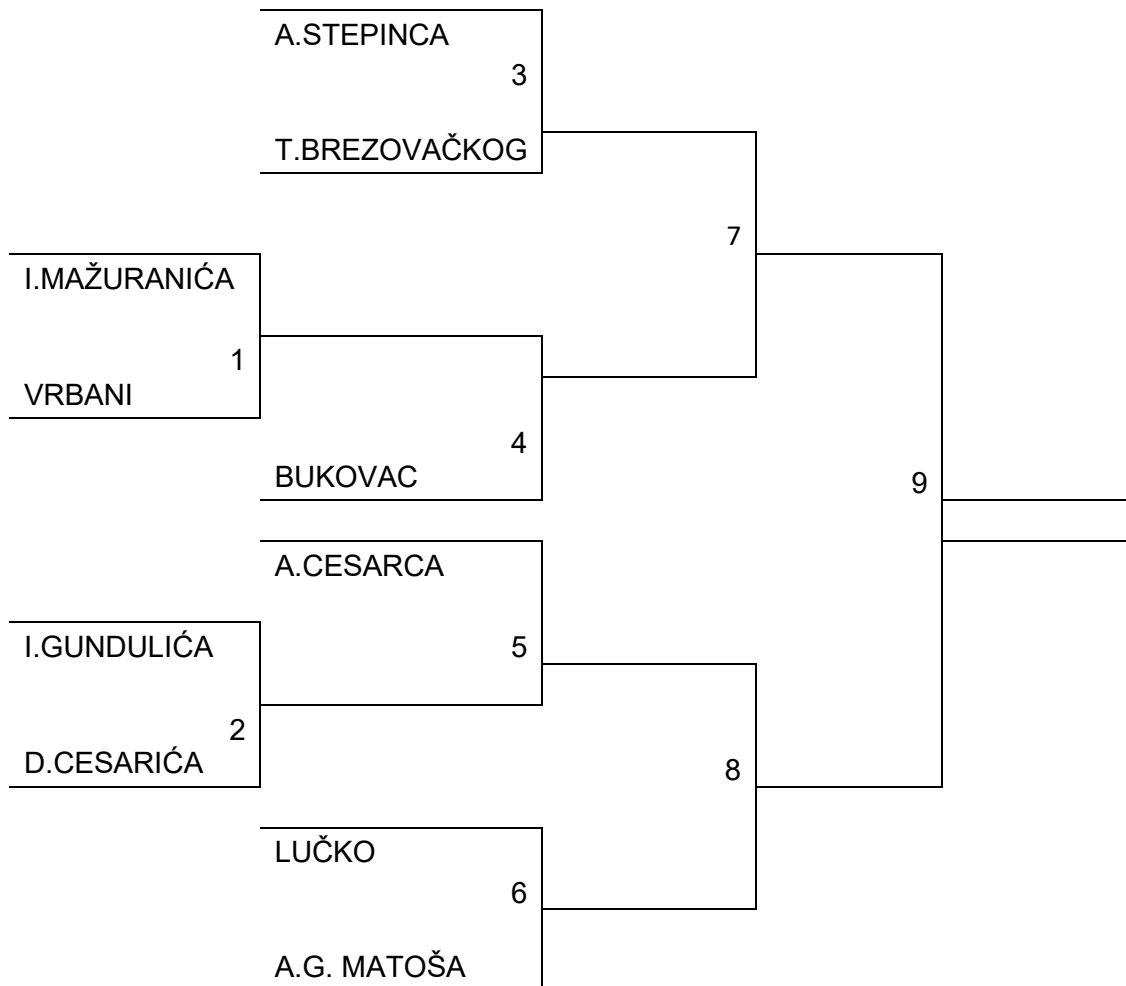 A.STEPINCA
3
T.BREZOVAČKOG
7
I.MAŽURANIĆA
1
VRBANI
4
BUKOVAC
9
A.CESARCA
I.GUNDULIĆA
5
2
D.CESARIĆA
8
LUČKO
6
A.G. MATOŠA